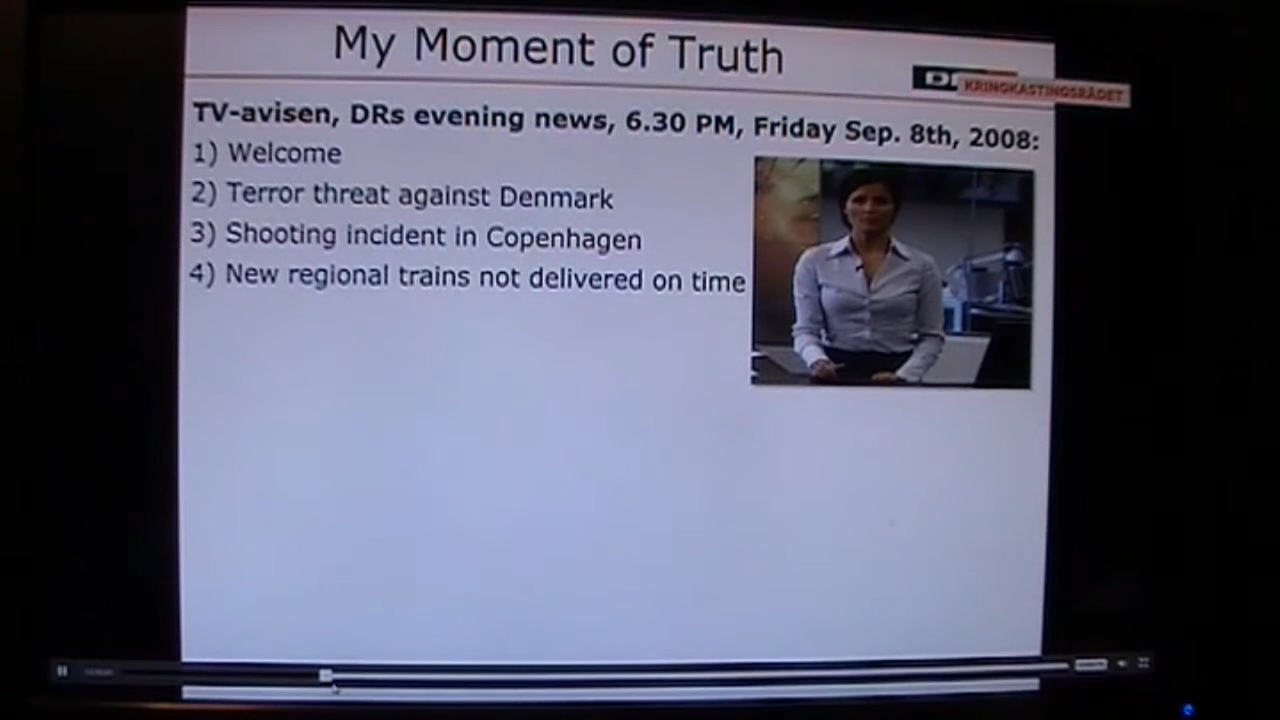 My Moment of Truth
KRINGKASTINGSRÅDET
TV-avisen, DRs evening news, 6.30 PM, Friday Sep. 8th, 2008:
1) Welcome
2) Terror threat against Denmark
3) Shooting incident in Copenhagen
4) New regional trains not delivered on time